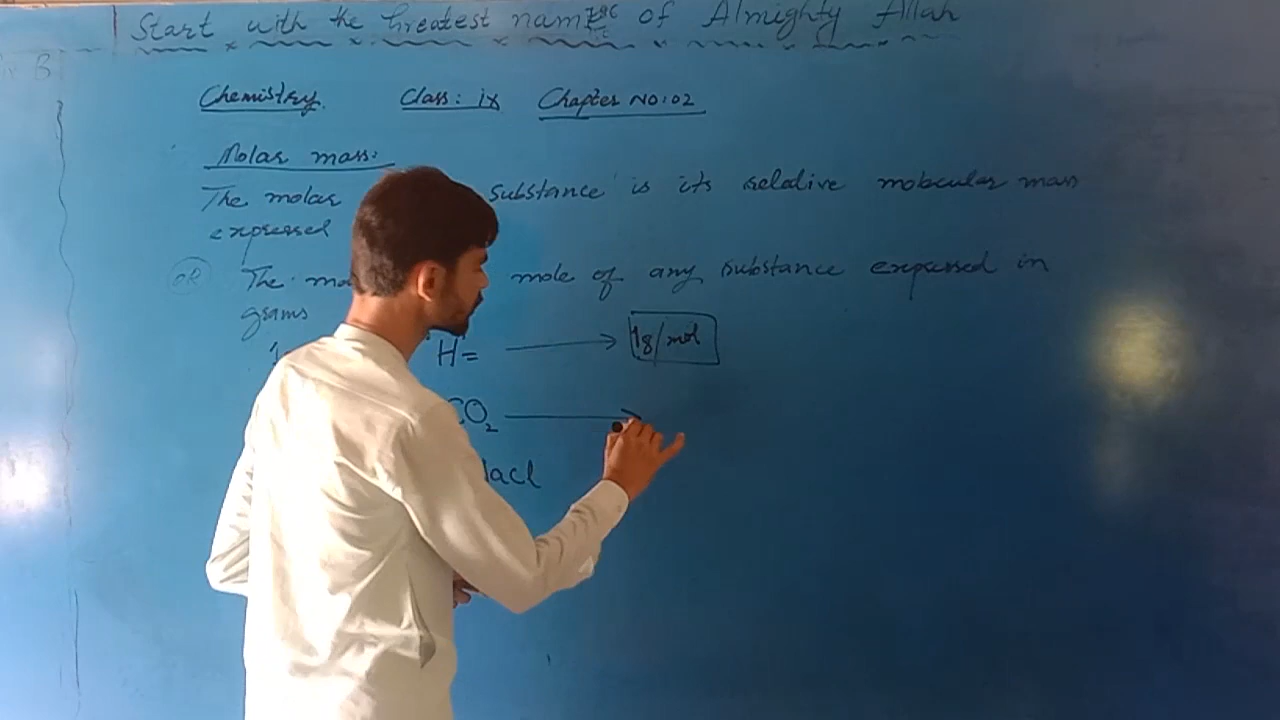 Start with the Greatest name of Almighty Allah
B
Chemistry. Class: ix Chapter NO:02
Molar mass:
The molar substance is its relative molecular mass
expressed
OR The mole of any substance expressed in
grams
H= → 1g/mol
CO₂ →
NaCl